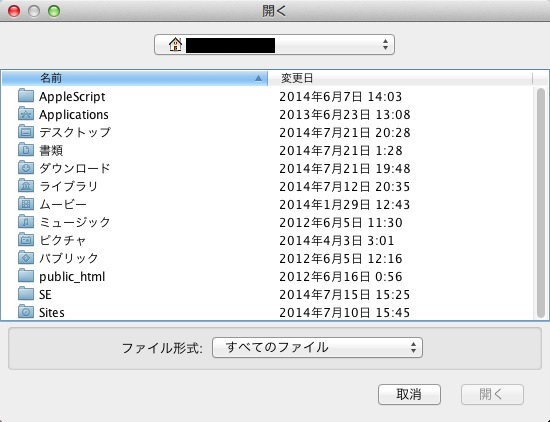 開く
名前 変更日
AppleScript 2014年6月7日 14:03
Applications 2013年6月23日 13:08
デスクトップ 2014年7月21日 20:28
書類 2014年7月21日 1:28
ダウンロード 2014年7月21日 19:48
ライブラリ 2014年7月12日 20:35
ムービー 2014年1月29日 12:43
ミュージック 2012年6月5日 11:30
ピクチャ 2014年4月3日 3:01
パブリック 2012年6月5日 12:16
public_html 2012年6月16日 0:56
SE 2014年7月15日 15:25
Sites 2014年7月10日 15:45
ファイル形式: すべてのファイル
取消 開く